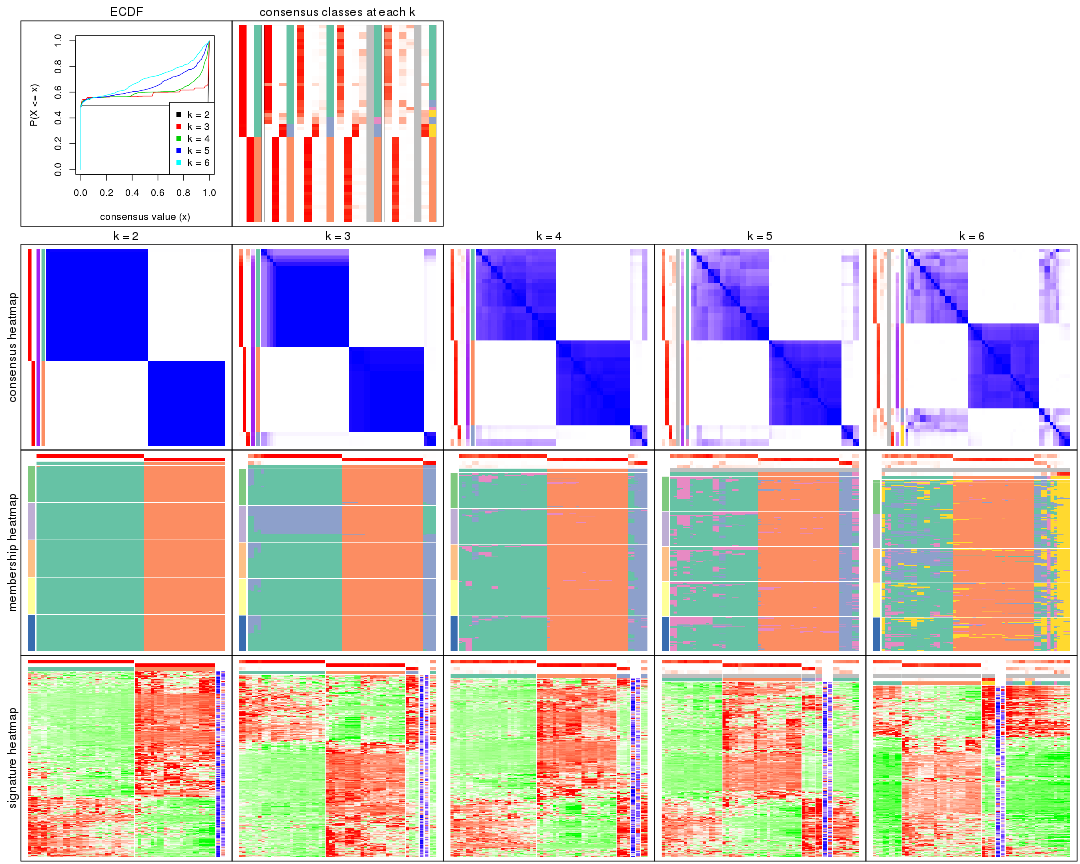 ECDF
consensus classes at each k
P(X <= x)
1.0
0.8
0.6
0.4
0.2
0.0
k = 2
k = 3
k = 4
k = 5
k = 6
0.0 0.2 0.4 0.6 0.8 1.0
consensus value (x)
k = 2
k = 3
k = 4
k = 5
k = 6
consensus heatmap
membership heatmap
signature heatmap